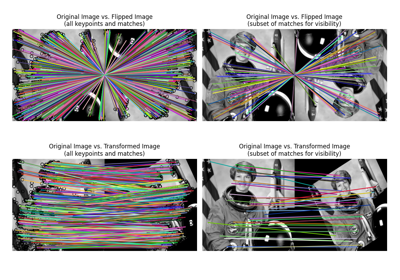 Original Image vs. Flipped Image
(all keypoints and matches)
Original Image vs. Flipped Image
(subset of matches for visibility)
Original Image vs. Transformed Image
(all keypoints and matches)
Original Image vs. Transformed Image
(subset of matches for visibility)